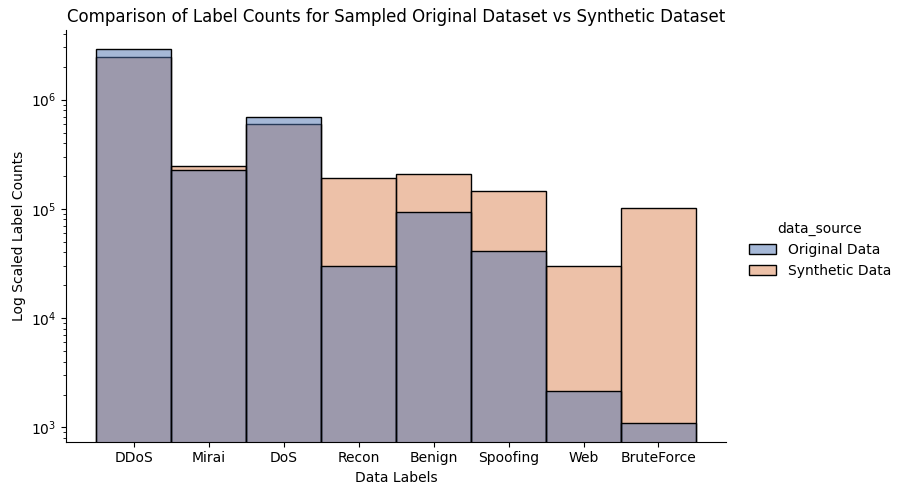 Comparison of Label Counts for Sampled Original Dataset vs Synthetic Dataset
Log Scaled Label Counts
10^6
10^5
10^4
10^3
DDoS Mirai DoS Recon Benign Spoofing Web BruteForce
Data Labels
data_source
Original Data
Synthetic Data